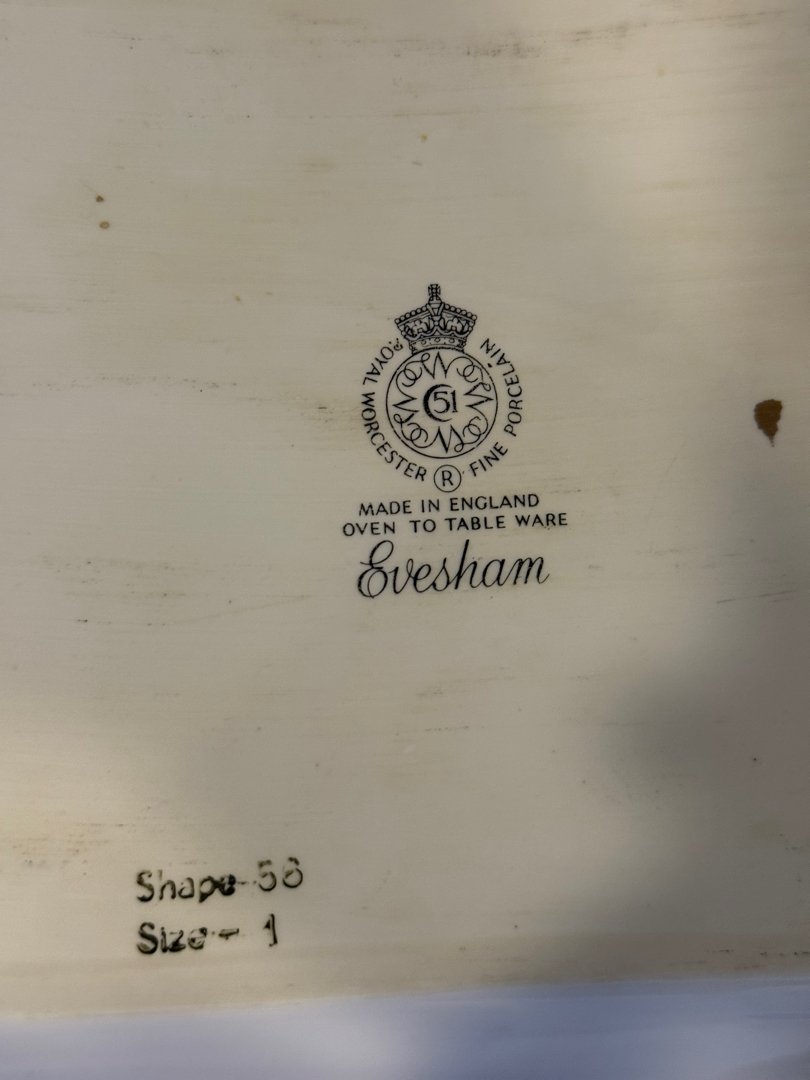 ROYAL WORCESTER ® FINE PORCELAIN
C51
MADE IN ENGLAND
OVEN TO TABLE WARE
Evesham
Shape-58
Size - 1